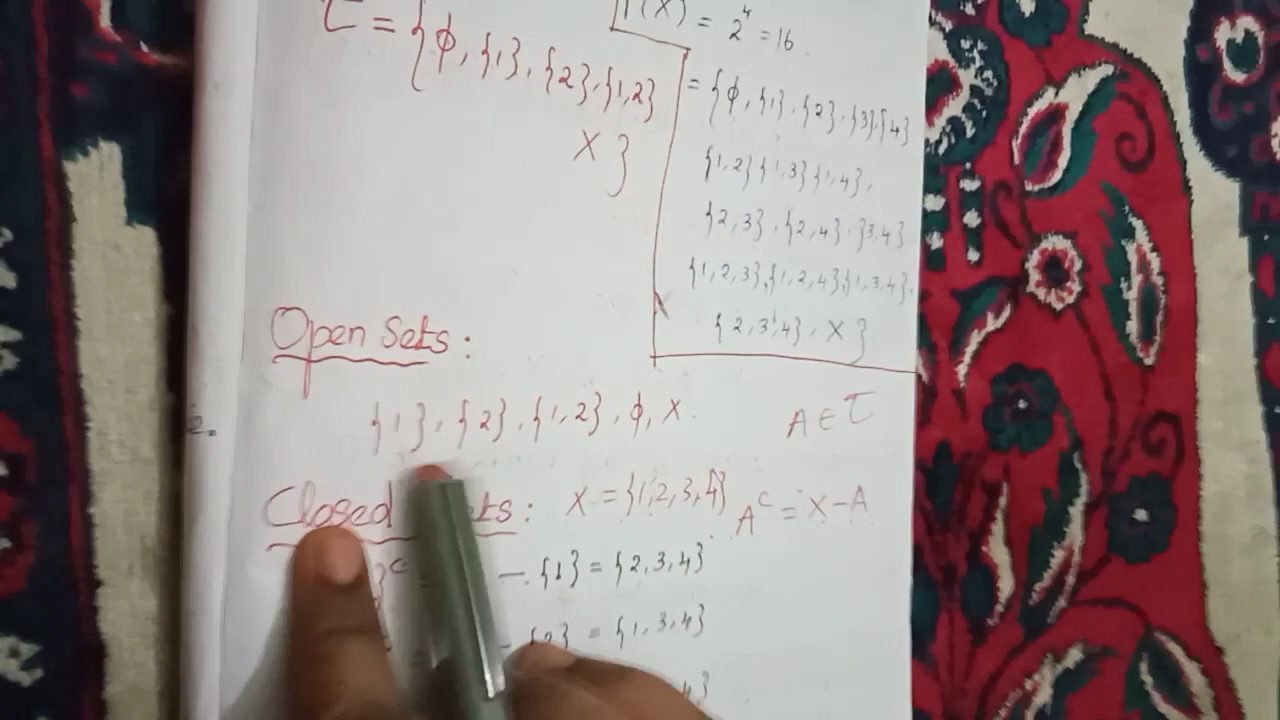 τ = {ϕ, {1}, {2}, {1,2}
X }
P(X) = 2⁴ = 16.
= {ϕ, {1}, {2}, {3}, {4}
{1,2} {1,3} {1,4},
{2,3}, {2,4}, {3,4}
{1,2,3}, {1,2,4}, {1,3,4},
{2,3,4}, X }
Open Sets:
{1}, {2}, {1,2}, ϕ, X.
A ∈ τ
Closed Sets: X = {1,2,3,4} Aᶜ = X – A
– {1} = {2,3,4}
– {2} = {1,3,4}